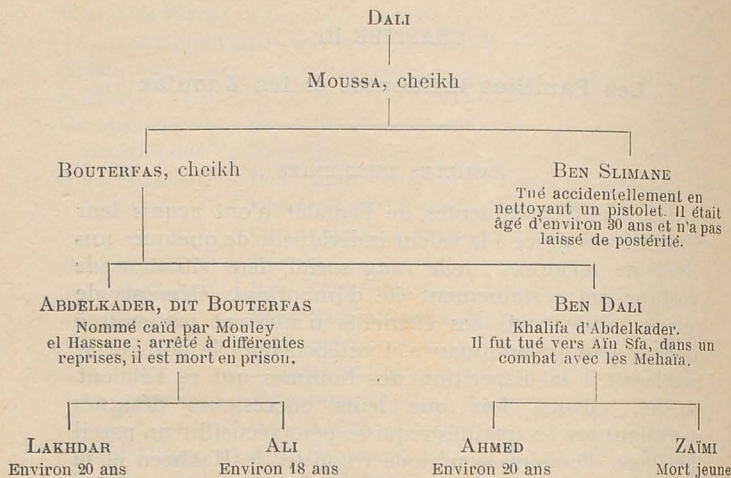 DALI
MOUSSA, cheikh
BOUTERFAS, cheikh
BEN SLIMANE
Tué accidentellement en
nettoyant un pistolet. Il était
âgé d'environ 30 ans et n'a pas
laissé de postérité.
ABDELKADER, DIT BOUTERFAS
Nommé caïd par Mouley
el Hassane ; arrêté à différentes
reprises, il est mort en prison.
BEN DALI
Khalifa d'Abdelkader.
Il fut tué vers Aïn Sfa, dans un
combat avec les Mehaïa.
LAKHDAR
Environ 20 ans
ALI
Environ 18 ans
AHMED
Environ 20 ans
ZAÏMI
Mort jeune